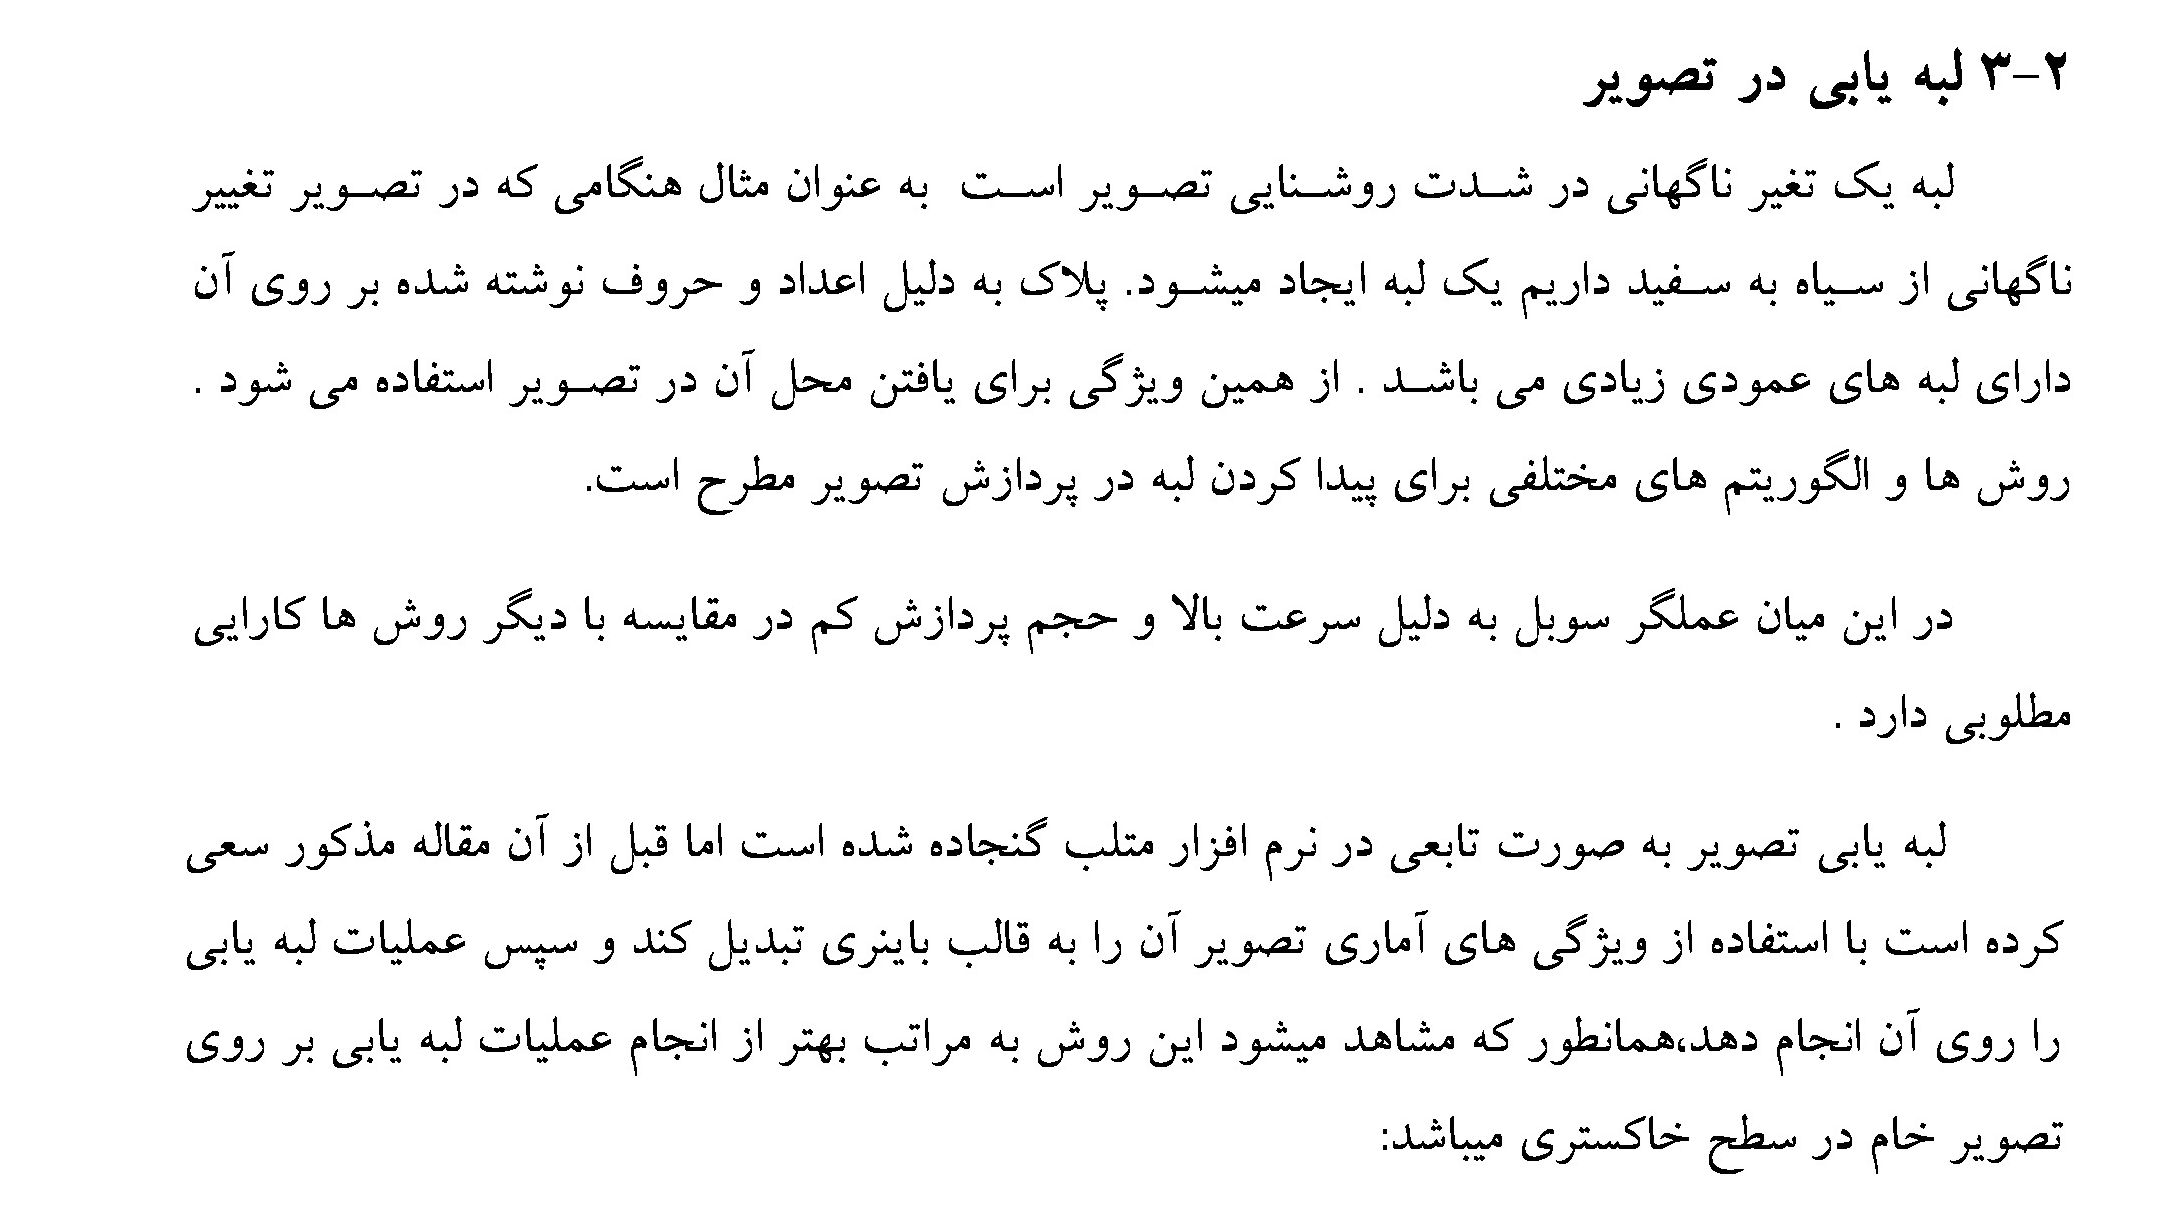 ۲-۳ لبه یابی در تصویر
لبه یک تغیر ناگهانی در شدت روشنایی تصویر است به عنوان مثال هنگامی که در تصویر تغییر
ناگهانی از سیاه به سفید داریم یک لبه ایجاد میشود. پلاک به دلیل اعداد و حروف نوشته شده بر روی آن
دارای لبه های عمودی زیادی می باشد . از همین ویژگی برای یافتن محل آن در تصویر استفاده می شود .
روش ها و الگوریتم های مختلفی برای پیدا کردن لبه در پردازش تصویر مطرح است.
در این میان عملگر سوبل به دلیل سرعت بالا و حجم پردازش کم در مقایسه با دیگر روش ها کارایی
مطلوبی دارد .
لبه یابی تصویر به صورت تابعی در نرم افزار متلب گنجاده شده است اما قبل از آن مقاله مذکور سعی
کرده است با استفاده از ویژگی های آماری تصویر آن را به قالب باینری تبدیل کند و سپس عملیات لبه یابی
را روی آن انجام دهد،همانطور که مشاهد میشود این روش به مراتب بهتر از انجام عملیات لبه یابی بر روی
تصویر خام در سطح خاکستری میباشد: